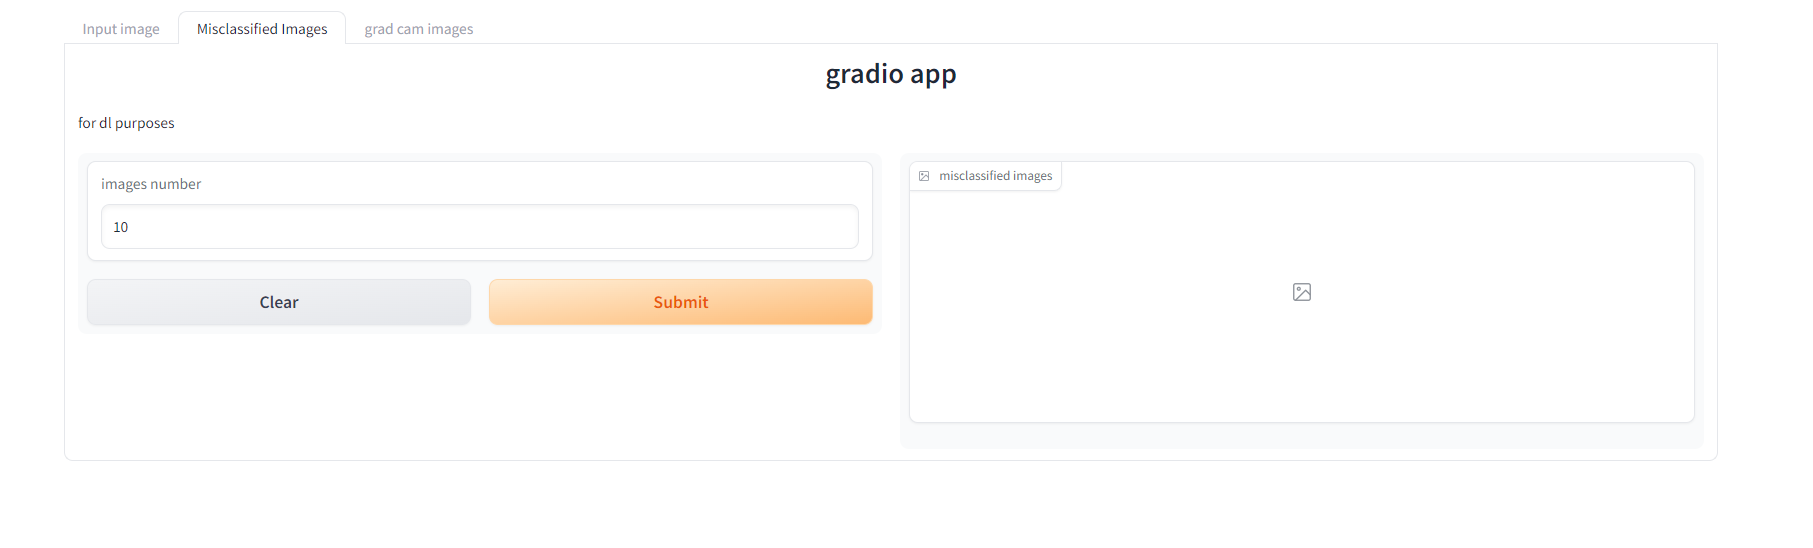 Input image
Misclassified Images
grad cam images
gradio app
for dl purposes
images number
10
Clear
Submit
misclassified images